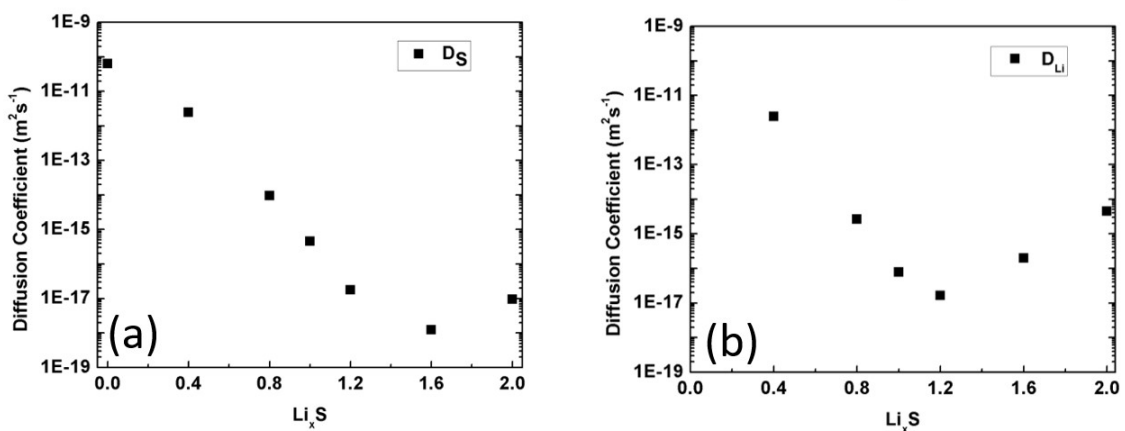 1E-9
1E-11
1E-13
1E-15
1E-17
1E-19
Diffusion Coefficient (m²s⁻¹)
D_S
(a)
0.0 0.4 0.8 1.2 1.6 2.0
LiₓS
1E-9
1E-11
1E-13
1E-15
1E-17
1E-19
Diffusion Coefficient (m²s⁻¹)
D_Li
(b)
0.0 0.4 0.8 1.2 1.6 2.0
LiₓS